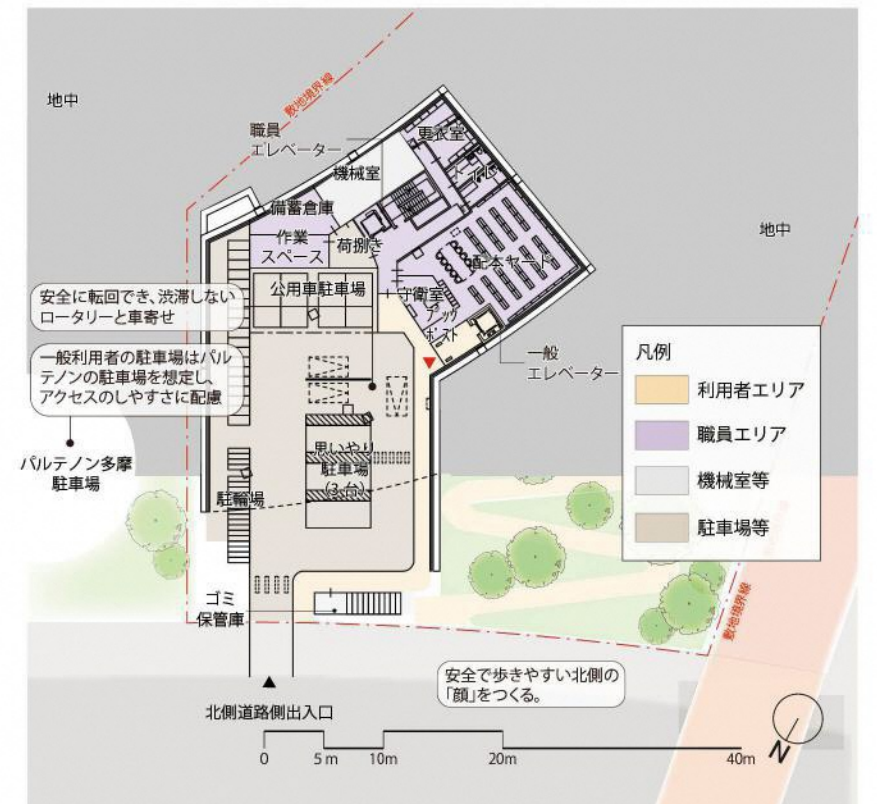 地中
敷地境界線
職員
エレベーター
更衣室
機械室
トイレ
備蓄倉庫
荷捌き
作業
スペース
配本ヤード
地中
公用車駐車場
守衛室
ブック
ポスト
安全に転回でき、渋滞しない
ロータリーと車寄せ
一般
エレベーター
一般利用者の駐車場はパル
テノンの駐車場を想定し、
アクセスのしやすさに配慮
凡例
利用者エリア
職員エリア
機械室等
駐車場等
パルテノン多摩
駐車場
思いやり
駐車場
(3台)
駐輪場
ゴミ
保管庫
敷地境界線
安全で歩きやすい北側の
「顔」をつくる。
北側道路側出入口
N
0 5m 10m 20m 40m